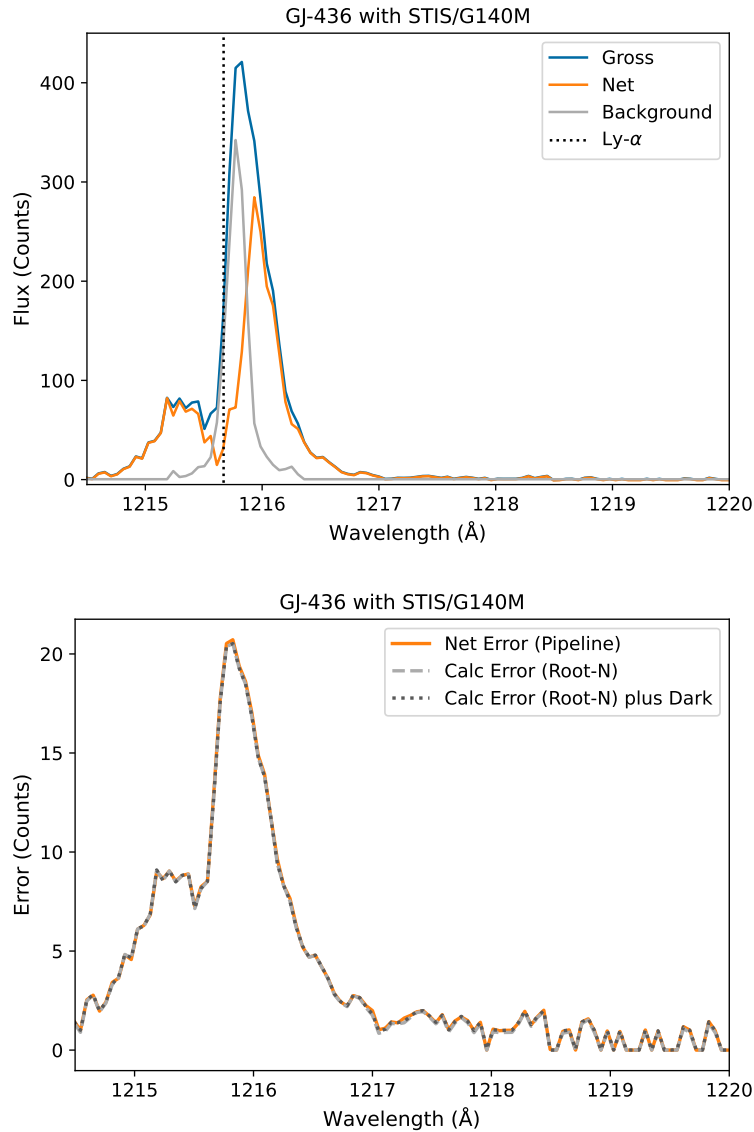 GJ-436 with STIS/G140M
Flux (Counts)
400
300
200
100
0
Gross
Net
Background
Ly-α
1215
1216
1217
1218
1219
1220
Wavelength (Å)
GJ-436 with STIS/G140M
Error (Counts)
20
15
10
5
0
Net Error (Pipeline)
Calc Error (Root-N)
Calc Error (Root-N) plus Dark
1215
1216
1217
1218
1219
1220
Wavelength (Å)